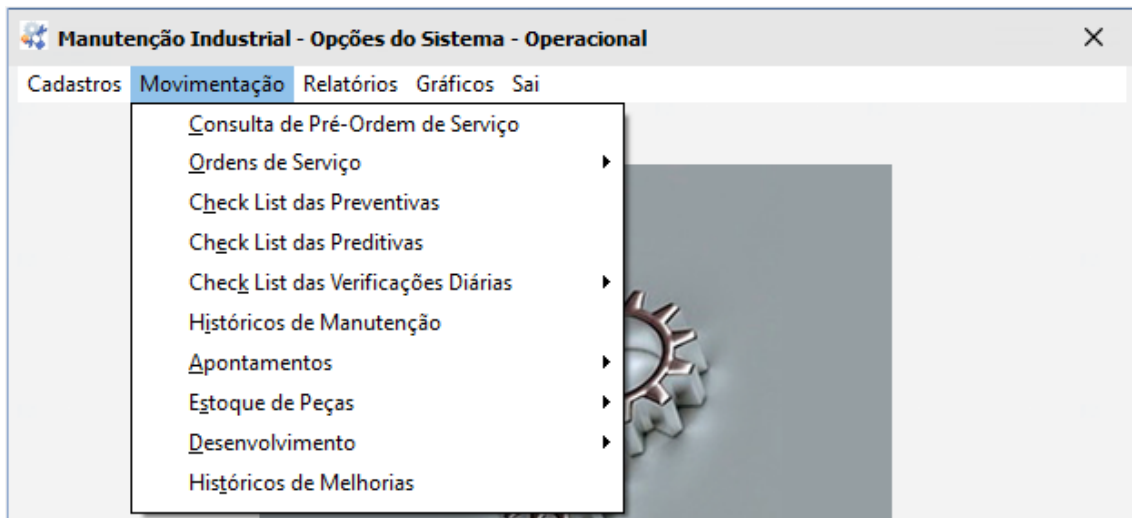 Manutenção Industrial - Opções do Sistema - Operacional
Cadastros Movimentação Relatórios Gráficos Sai
Consulta de Pré-Ordem de Serviço
Ordens de Serviço
Check List das Preventivas
Check List das Preditivas
Check List das Verificações Diárias
Históricos de Manutenção
Apontamentos
Estoque de Peças
Desenvolvimento
Históricos de Melhorias